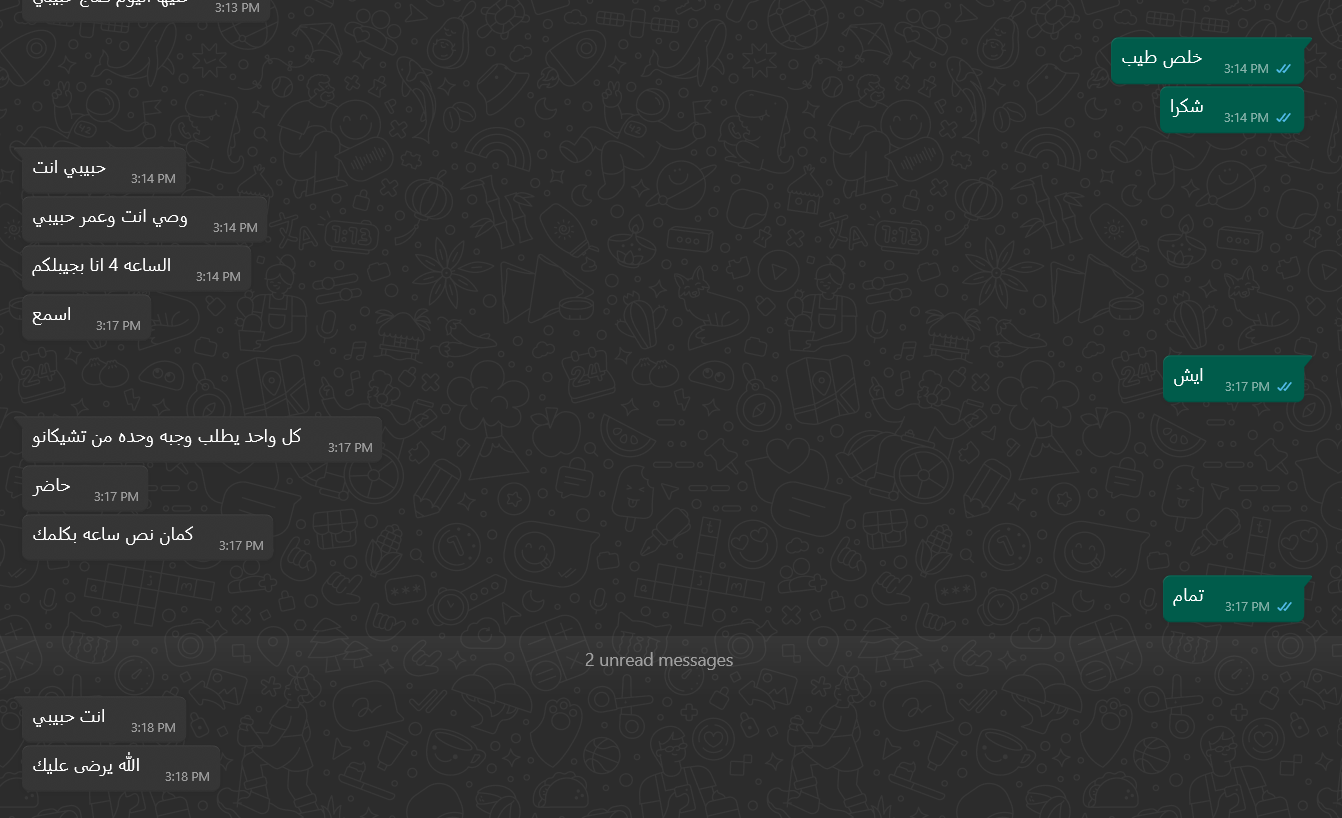 3:13 PM
خلص طيب
3:14 PM
شكرا
3:14 PM
حبيبي انت
3:14 PM
وصي انت وعمر حبيبي
3:14 PM
الساعه 4 انا بجيبلكم
3:14 PM
اسمع
3:17 PM
ايش
3:17 PM
كل واحد يطلب وجبه وحده من تشيكانو
3:17 PM
حاضر
3:17 PM
كمان نص ساعه بكلمك
3:17 PM
تمام
3:17 PM
2 unread messages
انت حبيبي
3:18 PM
الله يرضى عليك
3:18 PM